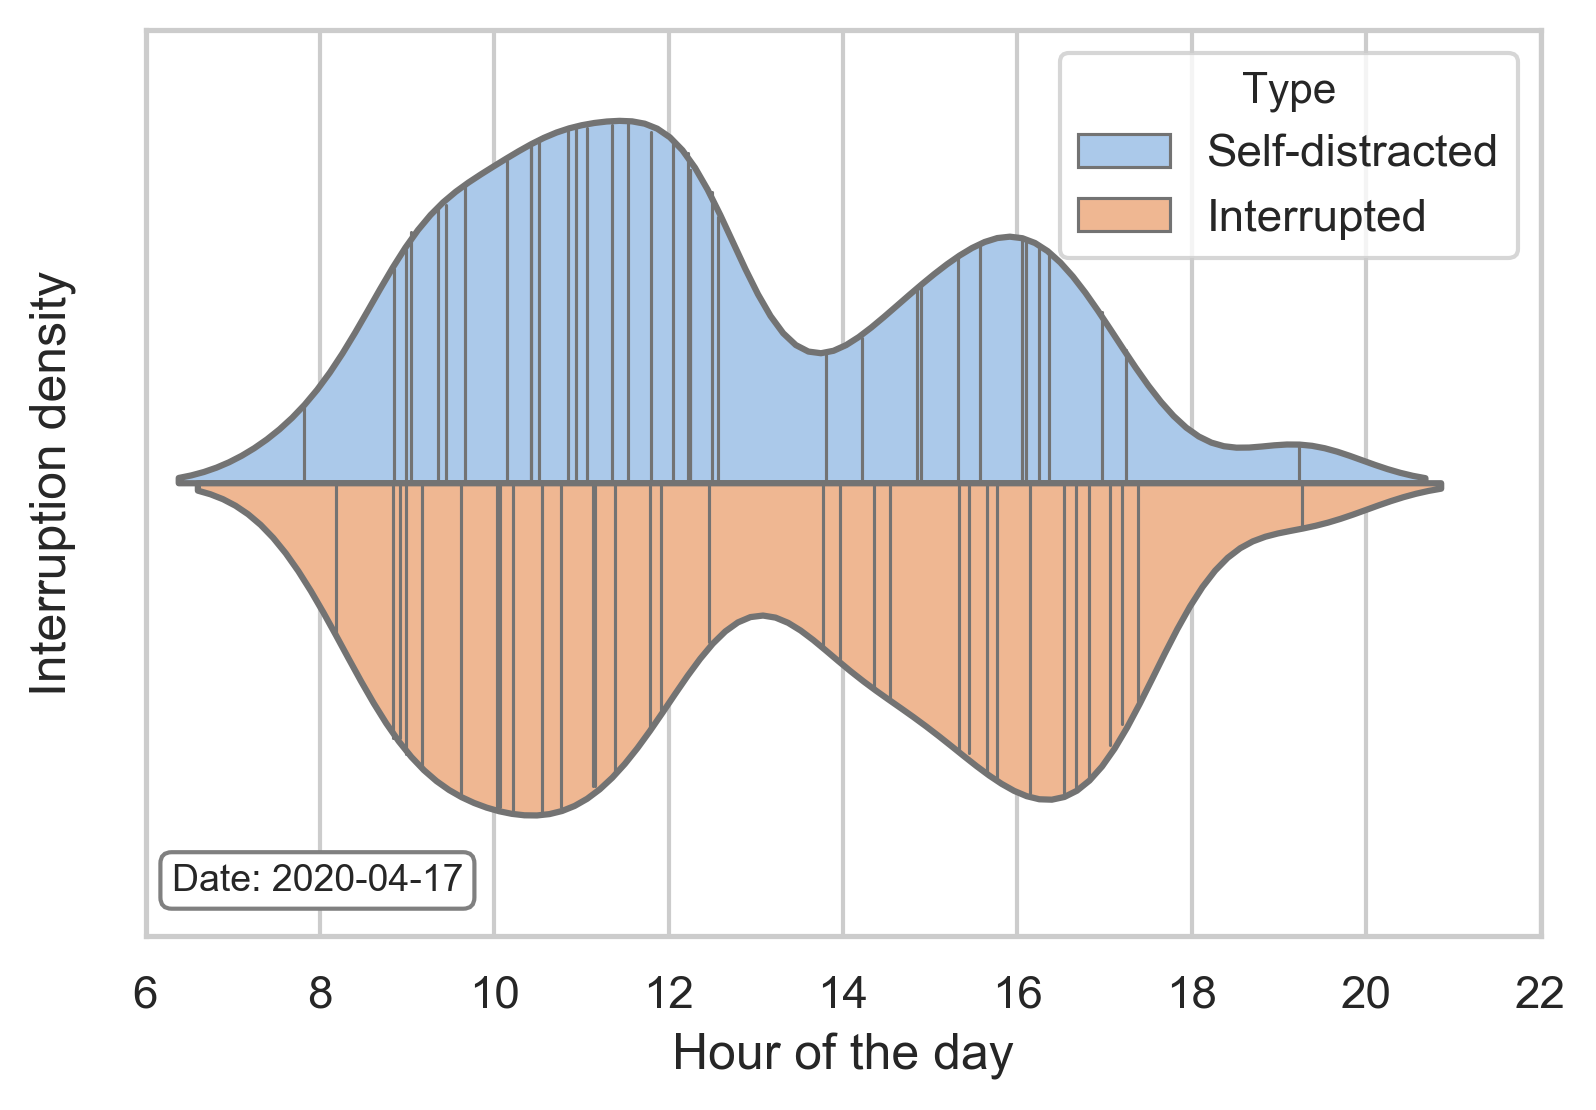 Type
Self-distracted
Interrupted
Interruption density
Date: 2020-04-17
6 8 10 12 14 16 18 20 22
Hour of the day